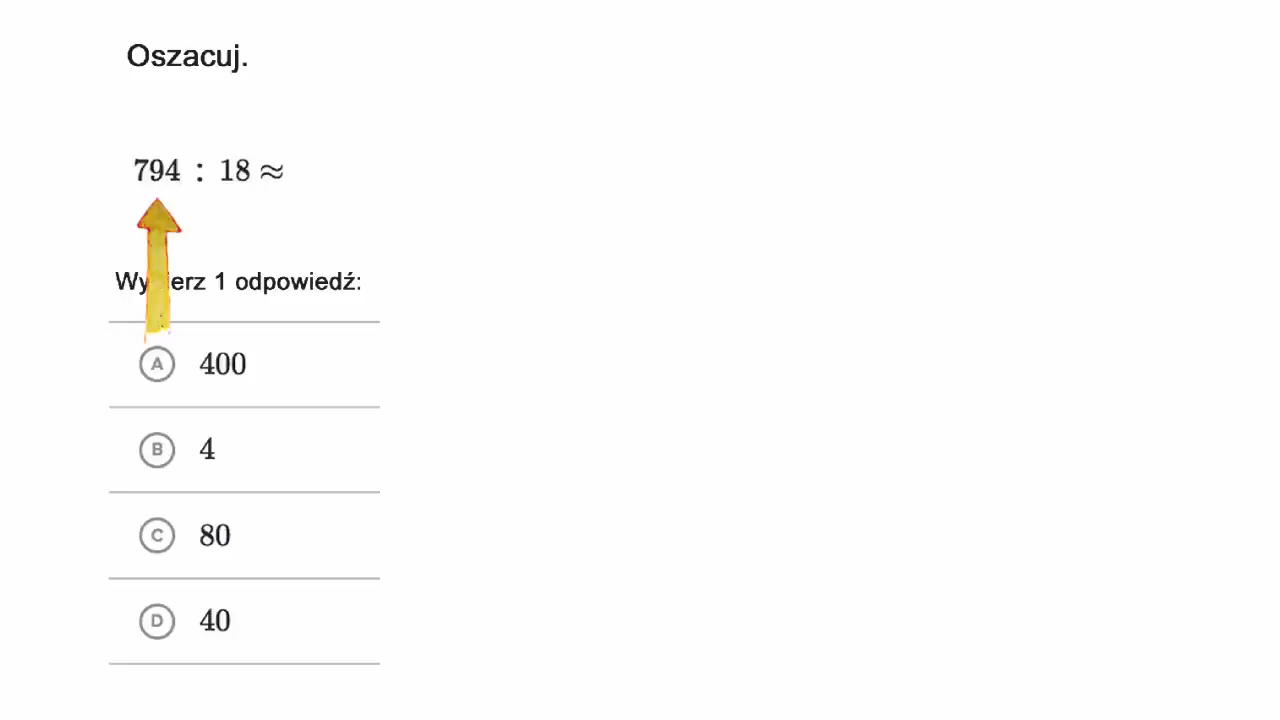 Oszacuj.
794 : 18 ≈
1 odpowiedź:
A 400
B 4
C 80
D 40